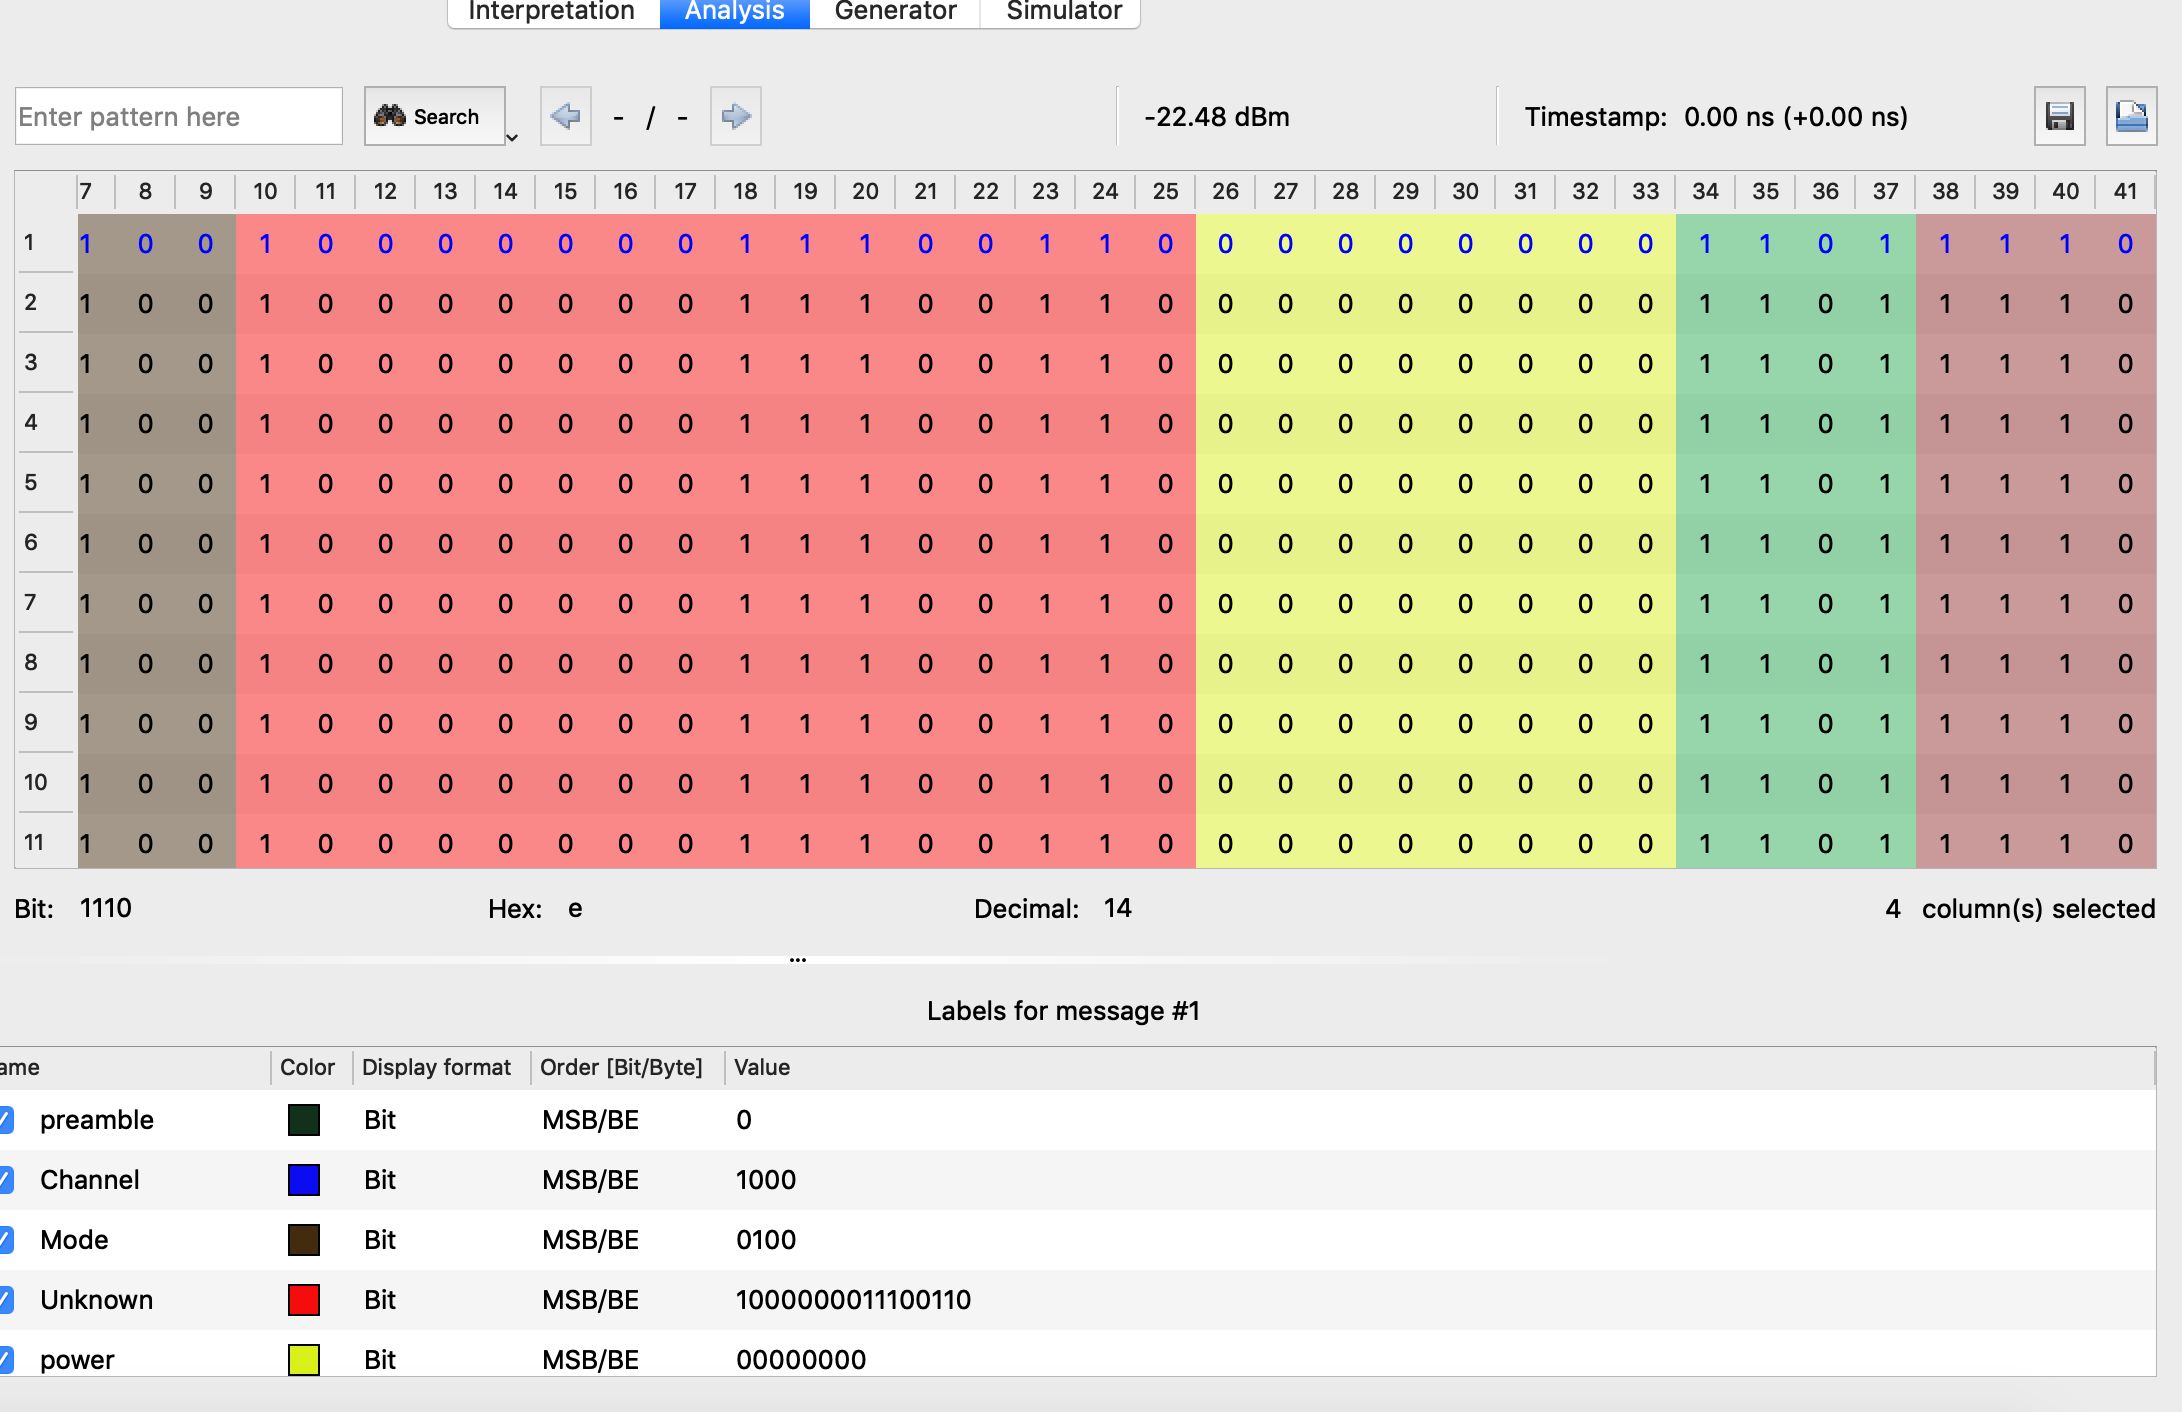 Interpretation Analysis Generator Simulator
Enter pattern here Search - / - -22.48 dBm Timestamp: 0.00 ns (+0.00 ns)
7 8 9 10 11 12 13 14 15 16 17 18 19 20 21 22 23 24 25 26 27 28 29 30 31 32 33 34 35 36 37 38 39 40 41
1 1 0 0 1 0 0 0 0 0 0 0 1 1 1 0 0 1 1 0 0 0 0 0 0 0 0 0 1 1 0 1 1 1 1 0
2 1 0 0 1 0 0 0 0 0 0 0 1 1 1 0 0 1 1 0 0 0 0 0 0 0 0 0 1 1 0 1 1 1 1 0
3 1 0 0 1 0 0 0 0 0 0 0 1 1 1 0 0 1 1 0 0 0 0 0 0 0 0 0 1 1 0 1 1 1 1 0
4 1 0 0 1 0 0 0 0 0 0 0 1 1 1 0 0 1 1 0 0 0 0 0 0 0 0 0 1 1 0 1 1 1 1 0
5 1 0 0 1 0 0 0 0 0 0 0 1 1 1 0 0 1 1 0 0 0 0 0 0 0 0 0 1 1 0 1 1 1 1 0
6 1 0 0 1 0 0 0 0 0 0 0 1 1 1 0 0 1 1 0 0 0 0 0 0 0 0 0 1 1 0 1 1 1 1 0
7 1 0 0 1 0 0 0 0 0 0 0 1 1 1 0 0 1 1 0 0 0 0 0 0 0 0 0 1 1 0 1 1 1 1 0
8 1 0 0 1 0 0 0 0 0 0 0 1 1 1 0 0 1 1 0 0 0 0 0 0 0 0 0 1 1 0 1 1 1 1 0
9 1 0 0 1 0 0 0 0 0 0 0 1 1 1 0 0 1 1 0 0 0 0 0 0 0 0 0 1 1 0 1 1 1 1 0
10 1 0 0 1 0 0 0 0 0 0 0 1 1 1 0 0 1 1 0 0 0 0 0 0 0 0 0 1 1 0 1 1 1 1 0
11 1 0 0 1 0 0 0 0 0 0 0 1 1 1 0 0 1 1 0 0 0 0 0 0 0 0 0 1 1 0 1 1 1 1 0
Bit: 1110 Hex: e Decimal: 14 4 column(s) selected
...
Labels for message #1
ame Color Display format Order [Bit/Byte] Value
preamble Bit MSB/BE 0
Channel Bit MSB/BE 1000
Mode Bit MSB/BE 0100
Unknown Bit MSB/BE 1000000011100110
power Bit MSB/BE 00000000